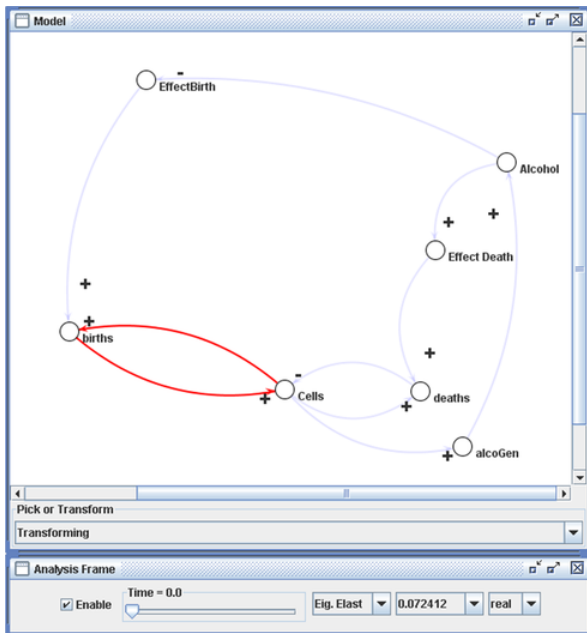 Model
-
EffectBirth
Alcohol
+
+
Effect Death
+
+
births
+
-
deaths
+
Cells
+
+
alcoGen
Pick or Transform
Transforming
Analysis Frame
Enable
Time = 0.0
Eig. Elast
0.072412
real